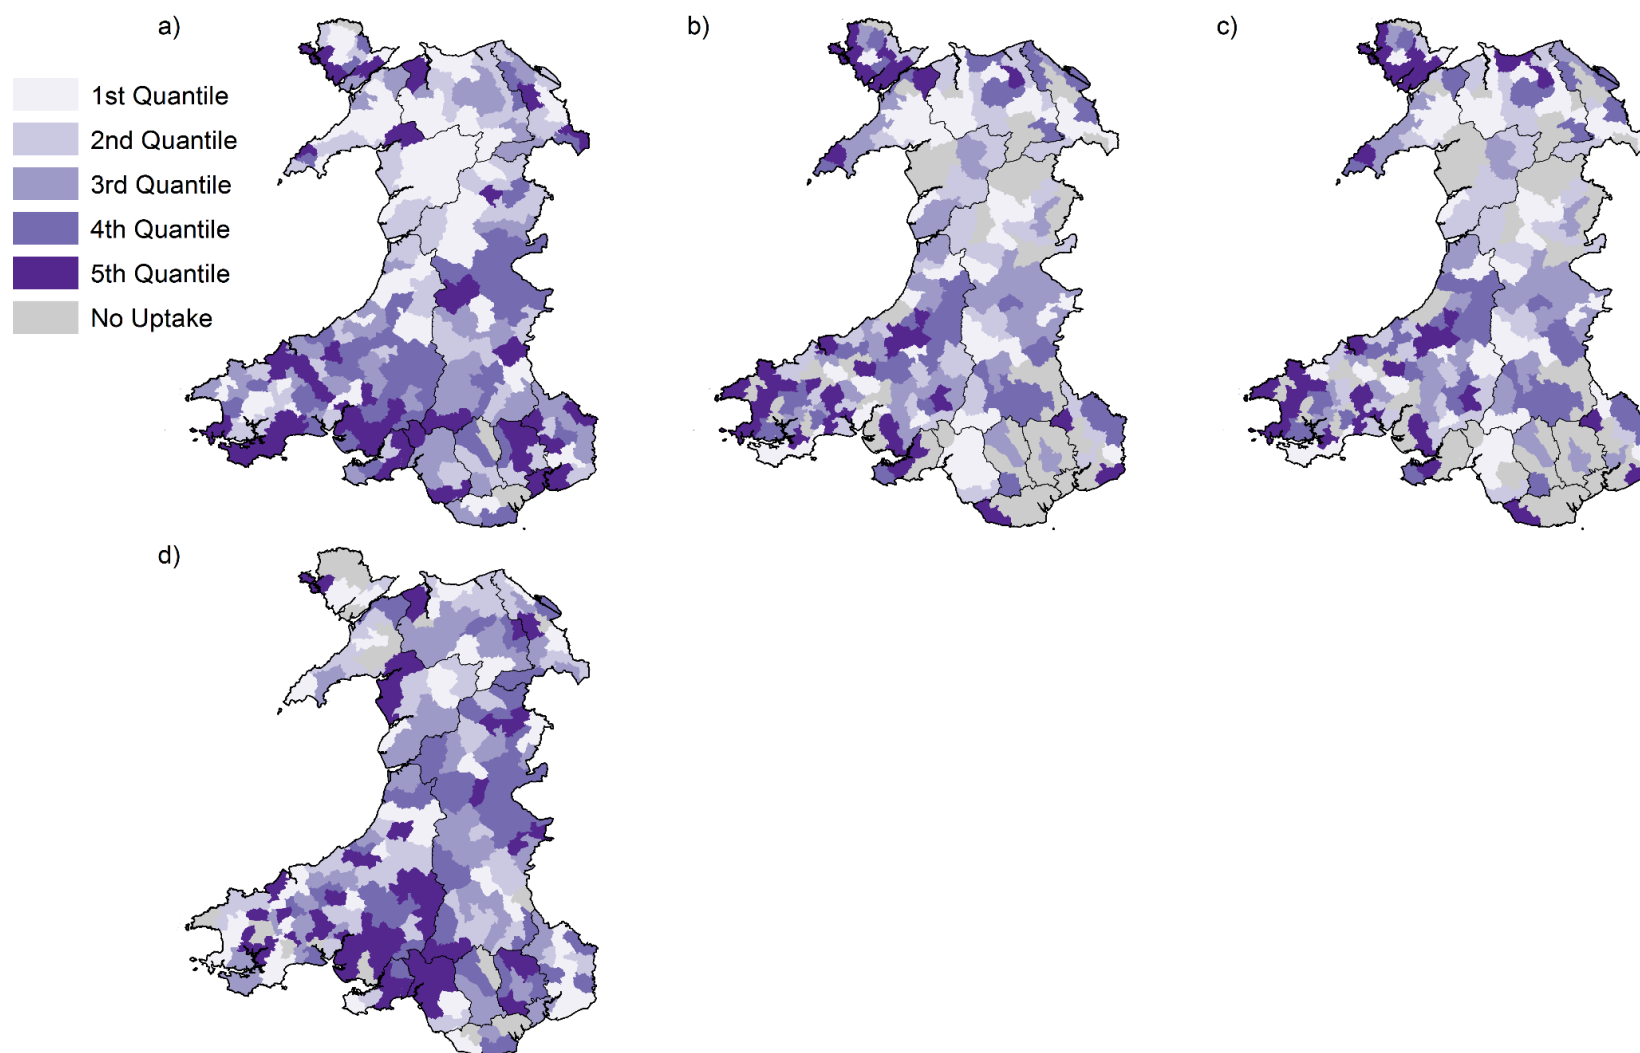 a)
b)
c)
1st Quantile
2nd Quantile
3rd Quantile
4th Quantile
5th Quantile
No Uptake
d)